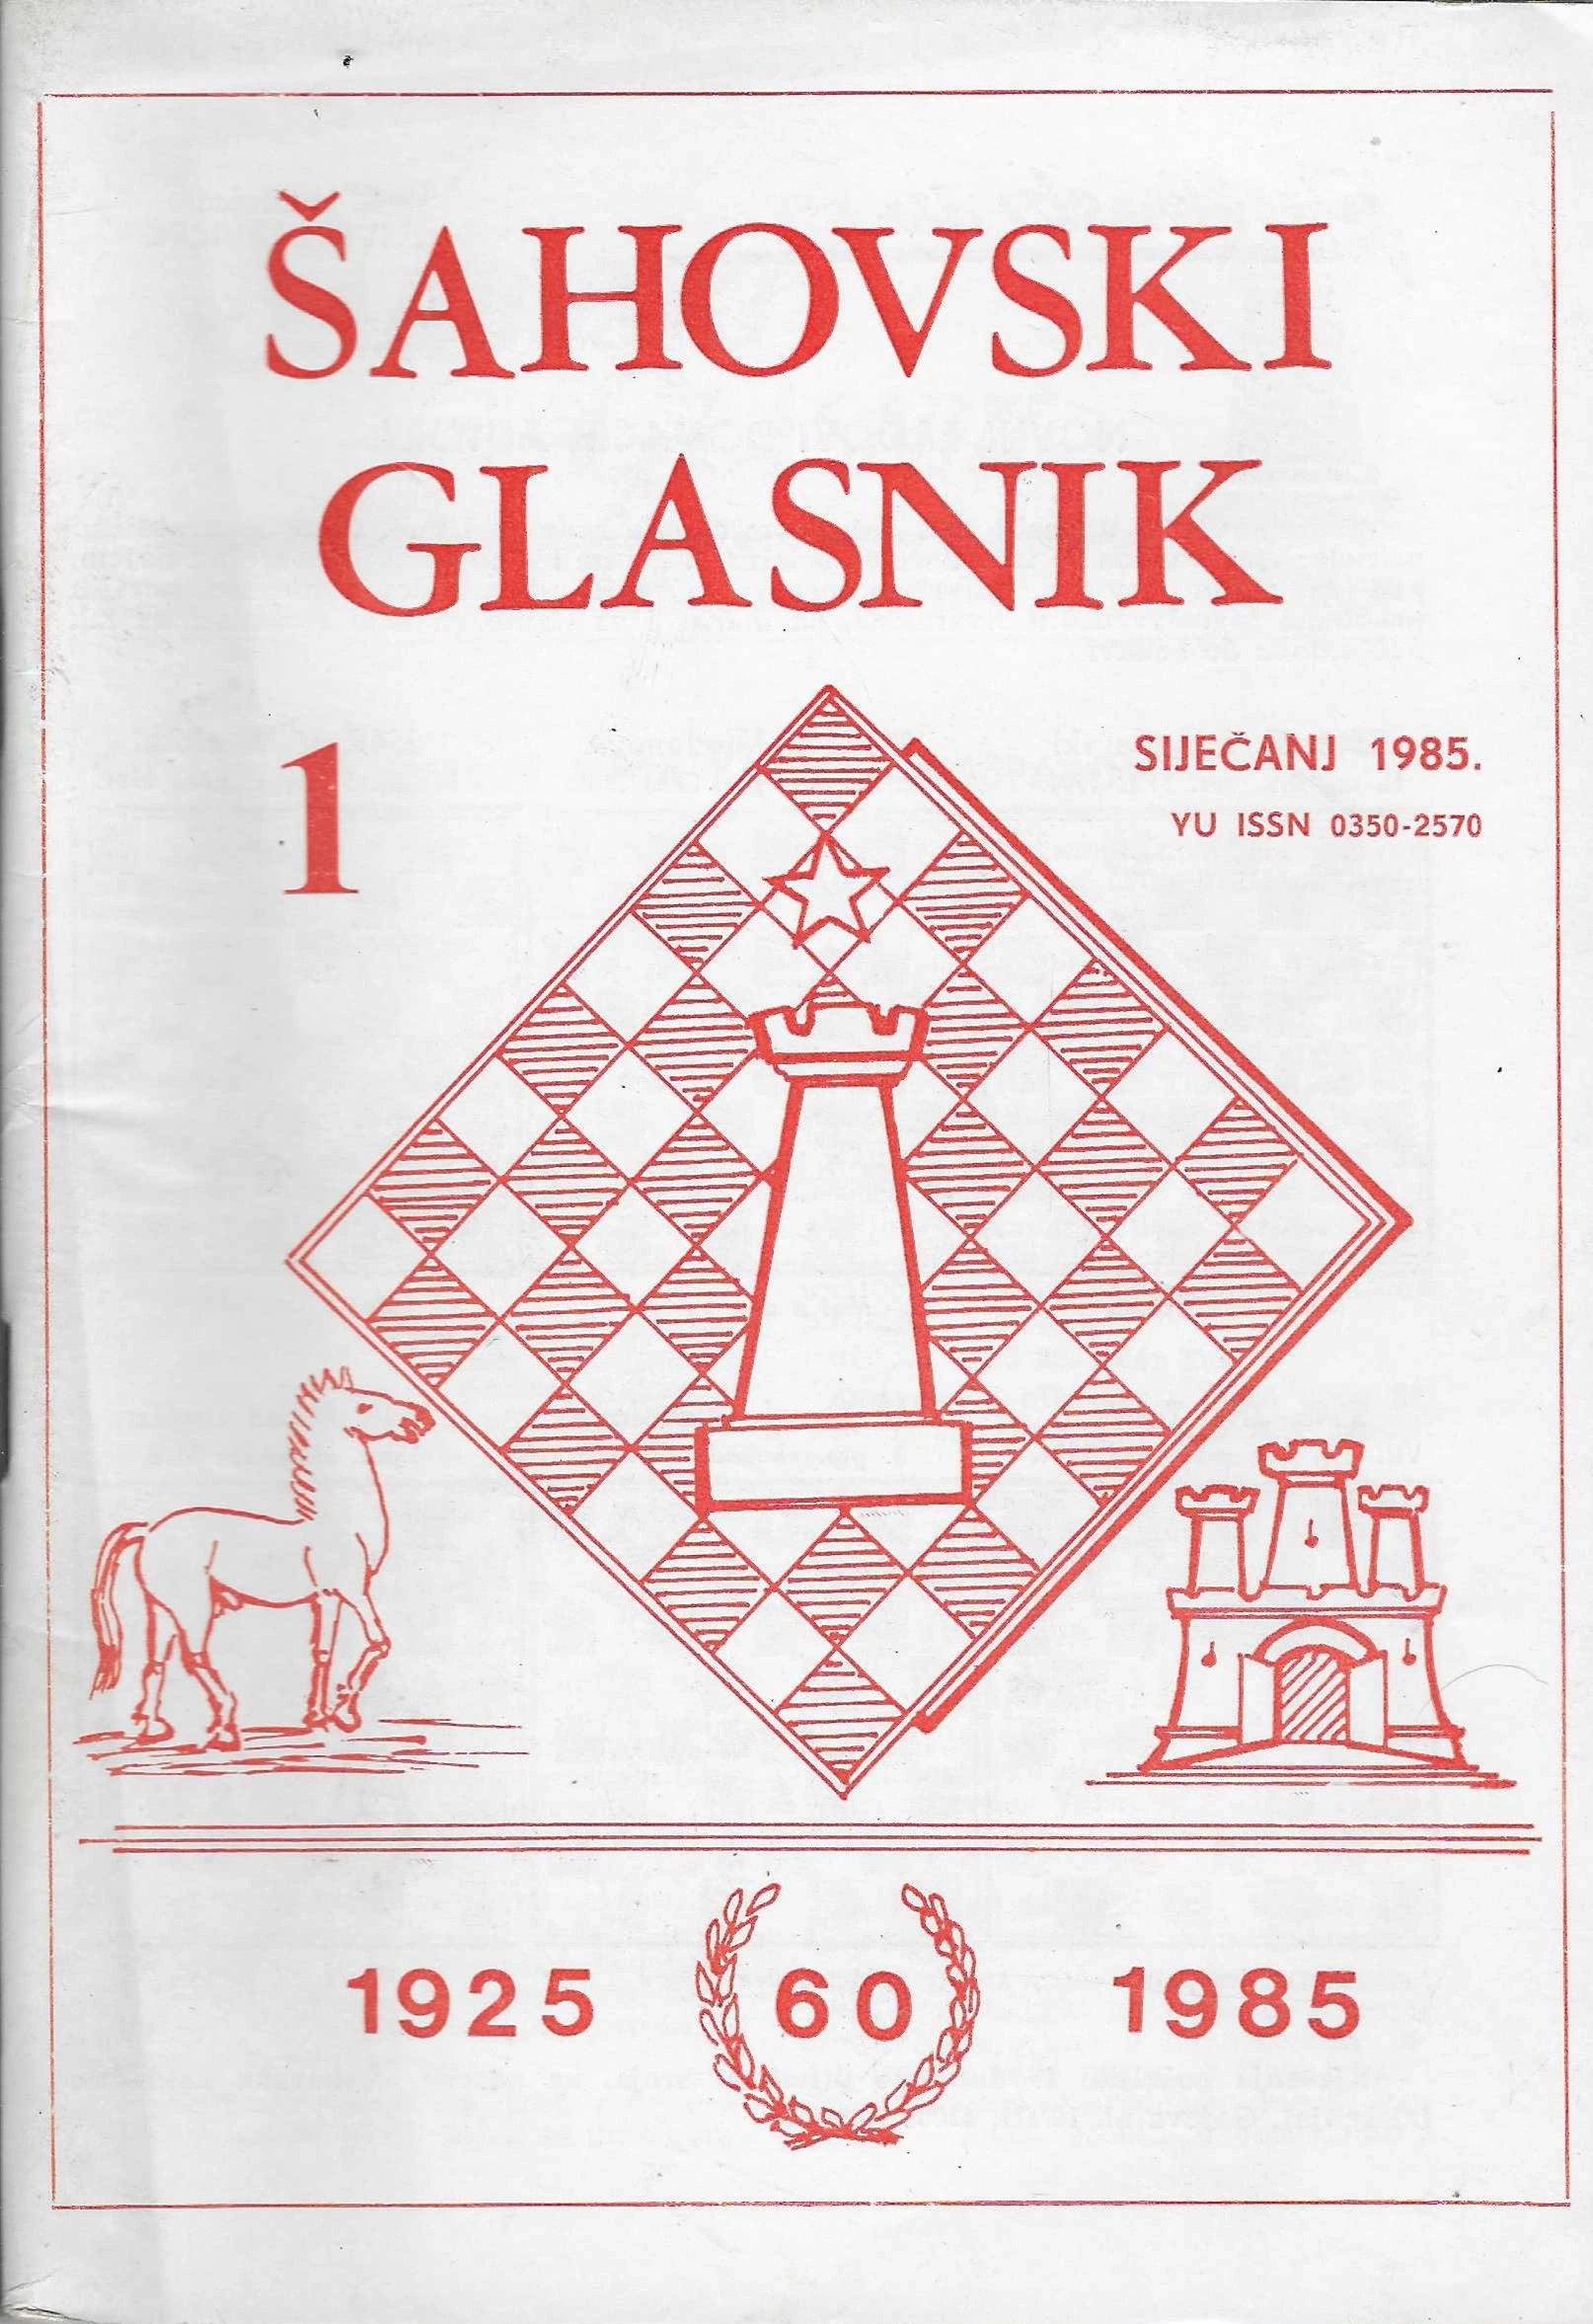 ŠAHOVSKI
GLASNIK
1
SIJEČANJ 1985.
YU ISSN 0350-2570
1925 60 1985